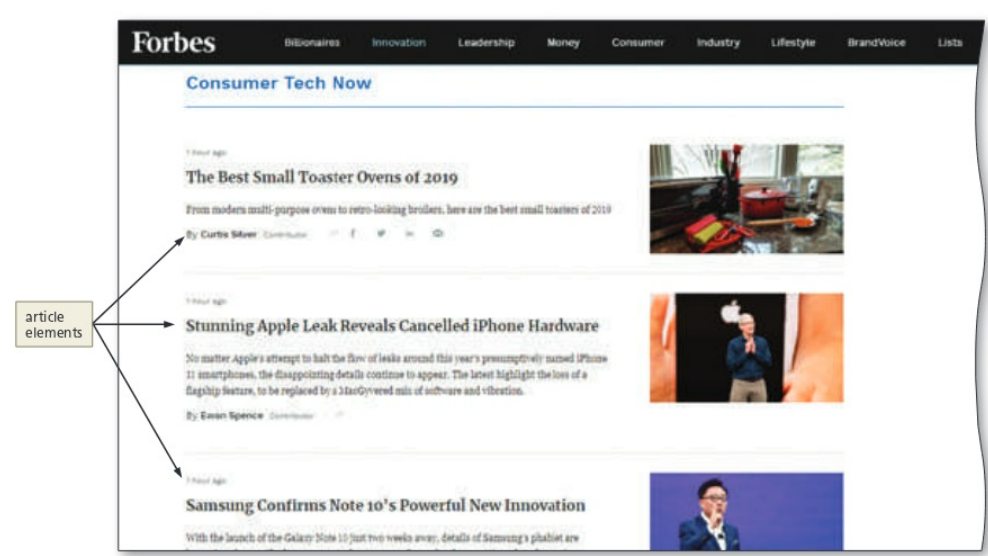 Forbes
Billionaires Innovation Leadership Money Consumer Industry Lifestyle BrandVoice Lists
Consumer Tech Now
1 hour ago
The Best Small Toaster Ovens of 2019
From modern multi-purpose ovens to retro-looking broilers, here are the best small toasters of 2019
By Curtis Silver Contributor
article
elements
1 hour ago
Stunning Apple Leak Reveals Cancelled iPhone Hardware
No matter Apple's attempt to halt the flow of leaks around this year's presumptively named iPhone
11 smartphones, the disappointing details continue to appear. The latest highlight the loss of a
flagship feature, to be replaced by a MacGyvered mix of software and vibration.
By Ewan Spence Contributor
1 hour ago
Samsung Confirms Note 10's Powerful New Innovation
With the launch of the Galaxy Note 10 just two weeks away, details of Samsung's phablet are